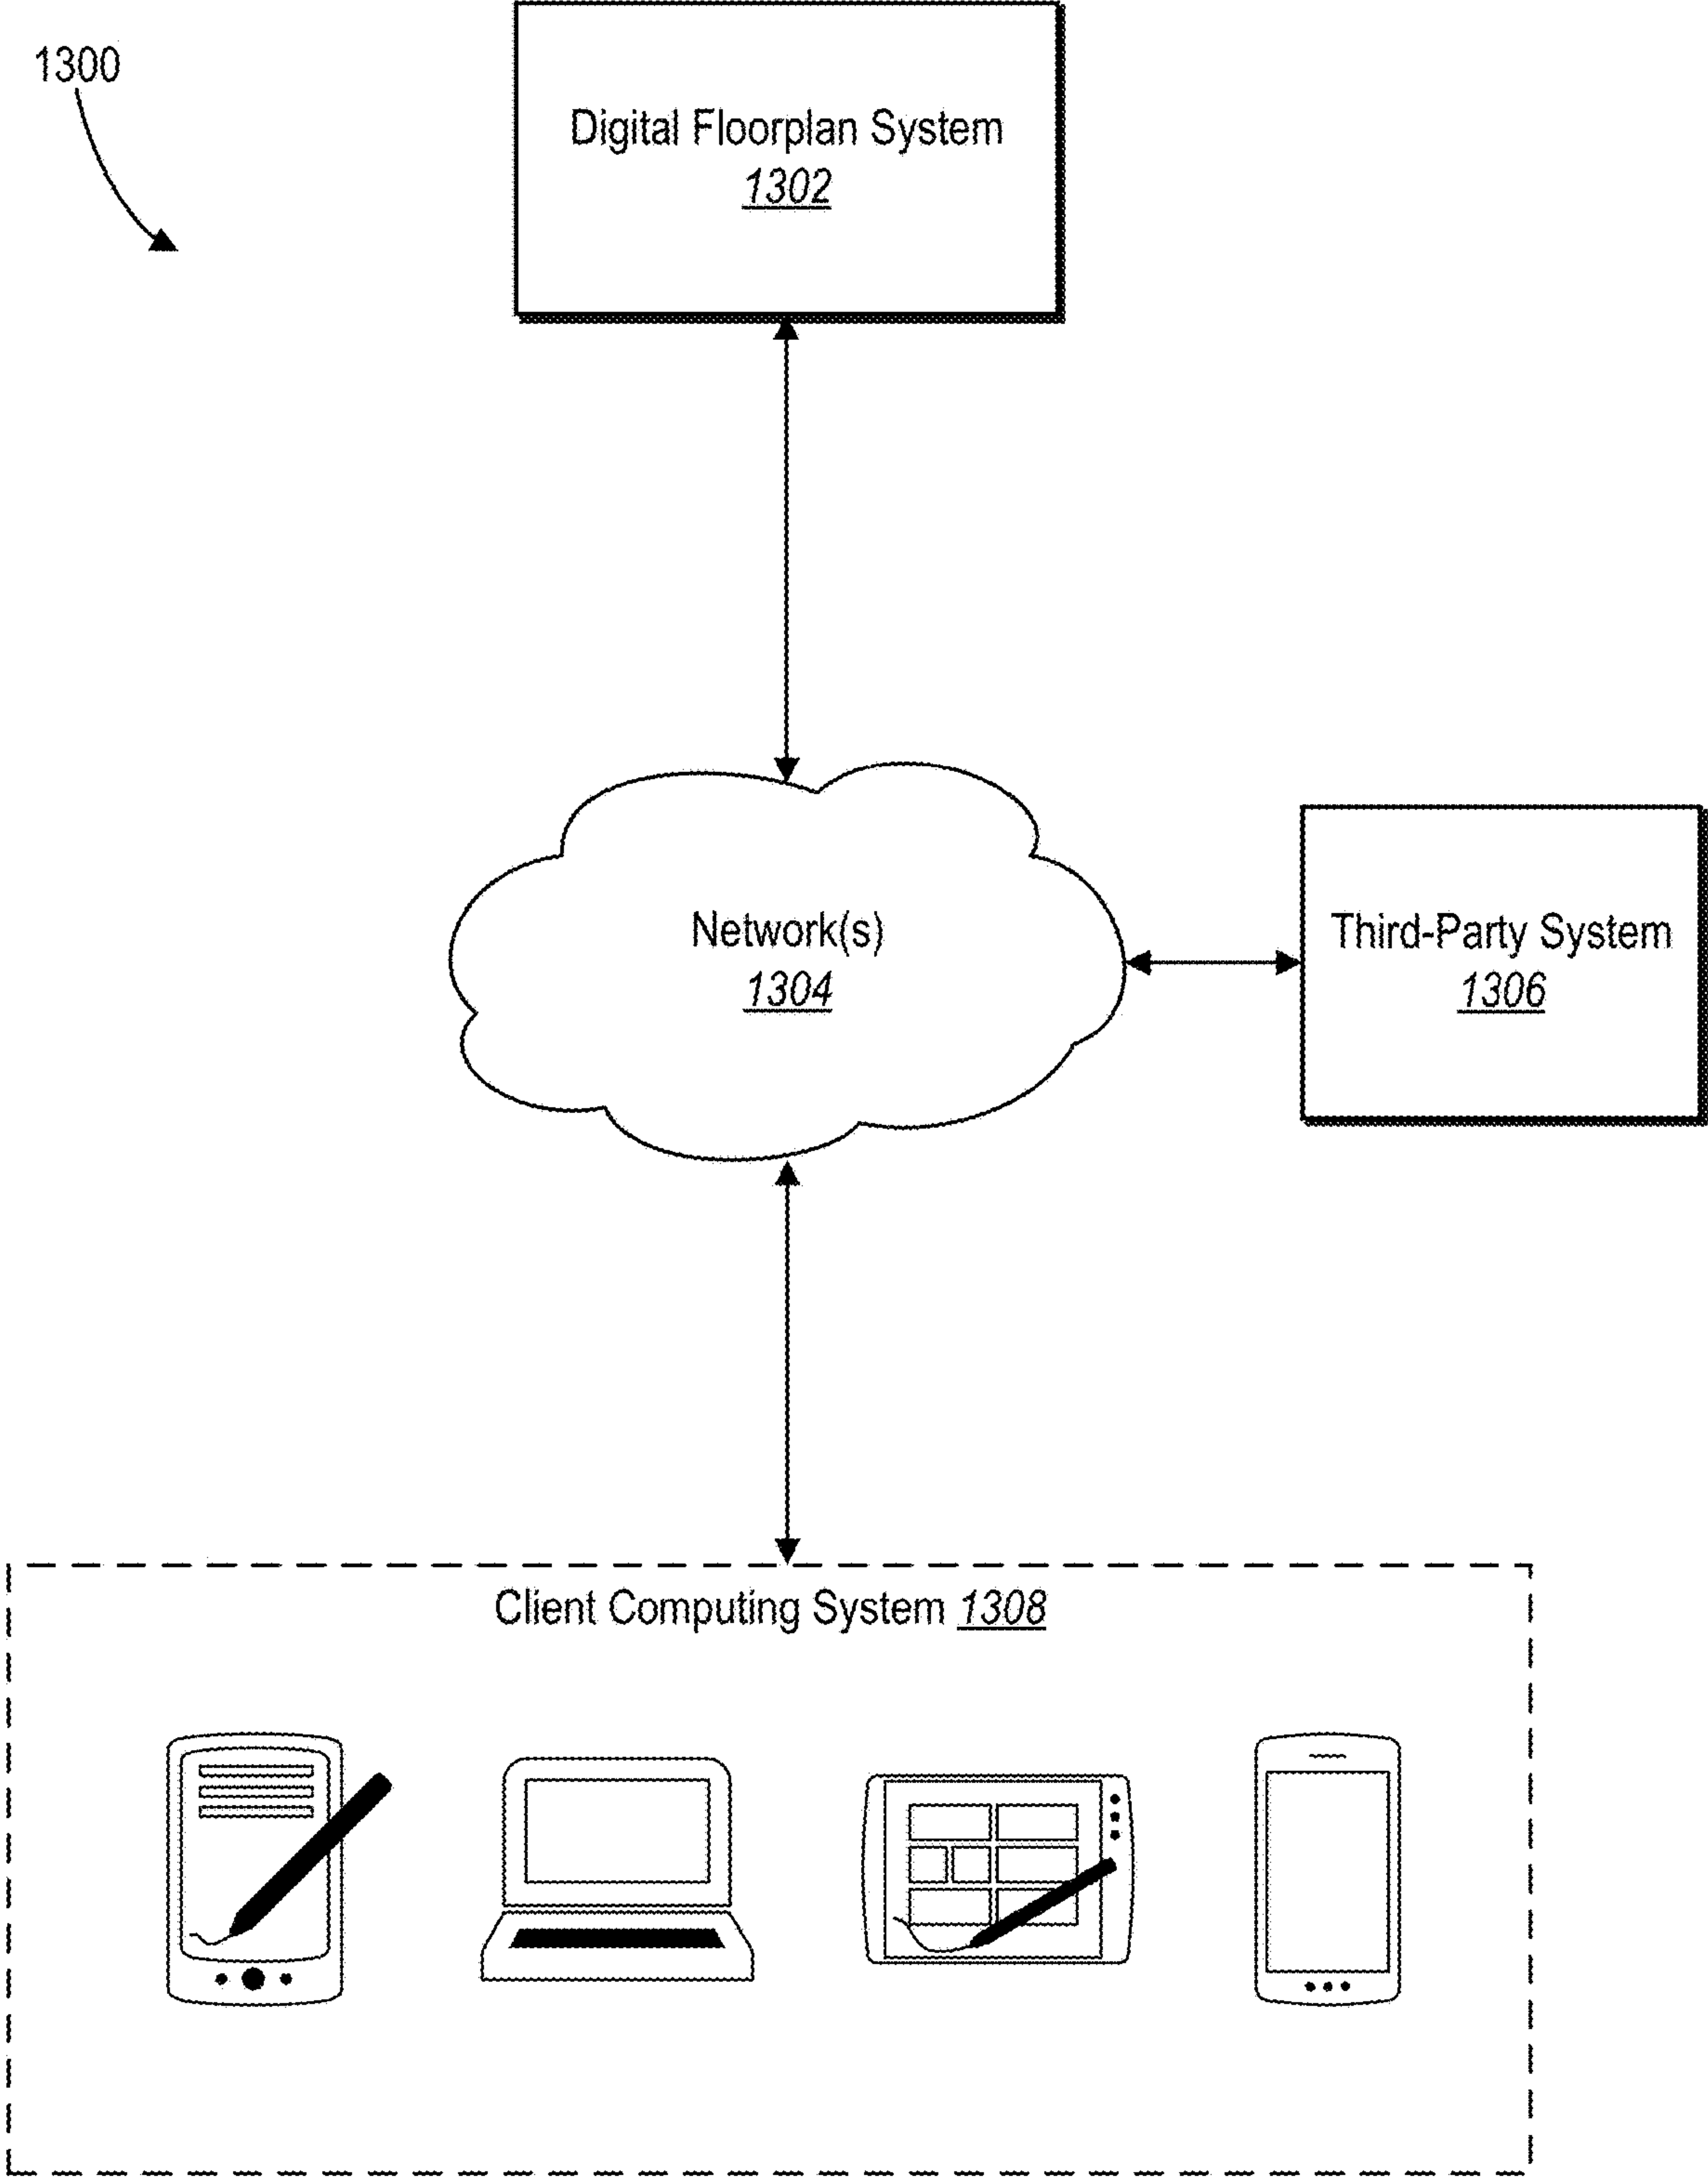 1300
Digital Floorplan System
1302
Network(s)
1304
Third-Party System
1306
Client Computing System 1308